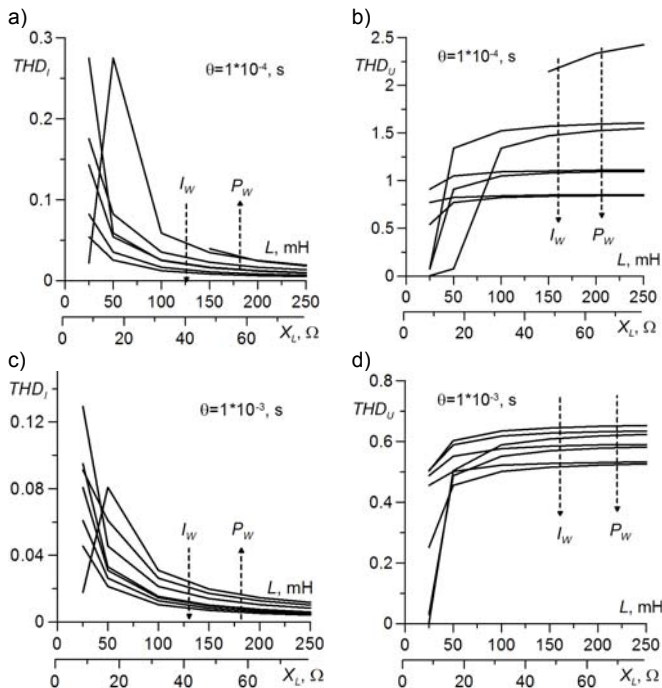 a)
0.3
THD_I
θ=1*10⁻⁴, s
0.2
0.1
I_W
P_W
L, mH
0
0 50 100 150 200 250
0 20 40 60
X_L, Ω
b)
2.5
THD_U
θ=1*10⁻⁴, s
2
1.5
1
0.5
I_W
P_W
L, mH
0
0 50 100 150 200 250
0 20 40 60
X_L, Ω
c)
THD_I
θ=1*10⁻³, s
0.12
0.08
0.04
I_W
P_W
L, mH
0
0 50 100 150 200 250
0 20 40 60
X_L, Ω
d)
0.8
THD_U
θ=1*10⁻³, s
0.6
0.4
0.2
I_W
P_W
L, mH
0
0 50 100 150 200 250
0 20 40 60
X_L, Ω